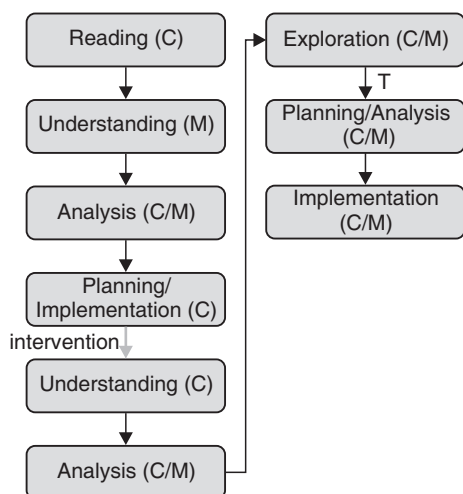 Reading (C)
Understanding (M)
Analysis (C/M)
Planning/
Implementation (C)
intervention
Understanding (C)
Analysis (C/M)
Exploration (C/M)
T
Planning/Analysis
(C/M)
Implementation
(C/M)